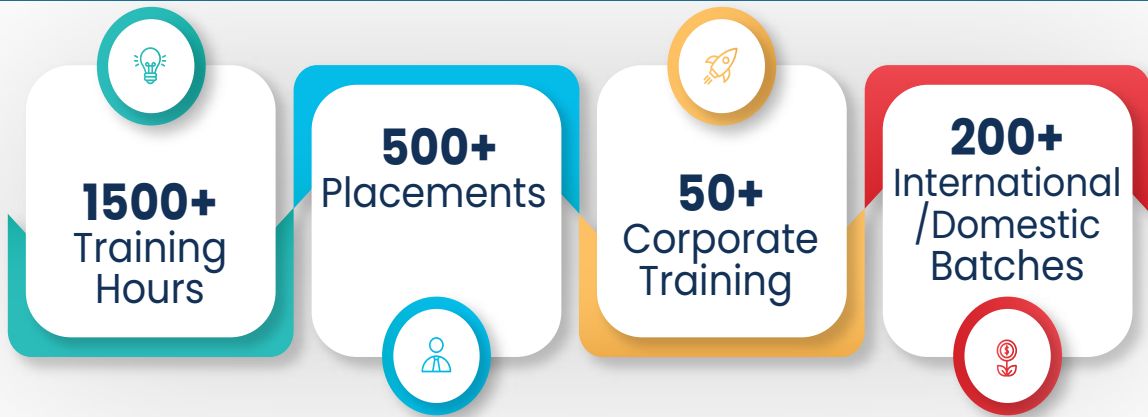 1500+
Training
Hours
500+
Placements
50+
Corporate
Training
200+
International
/Domestic
Batches